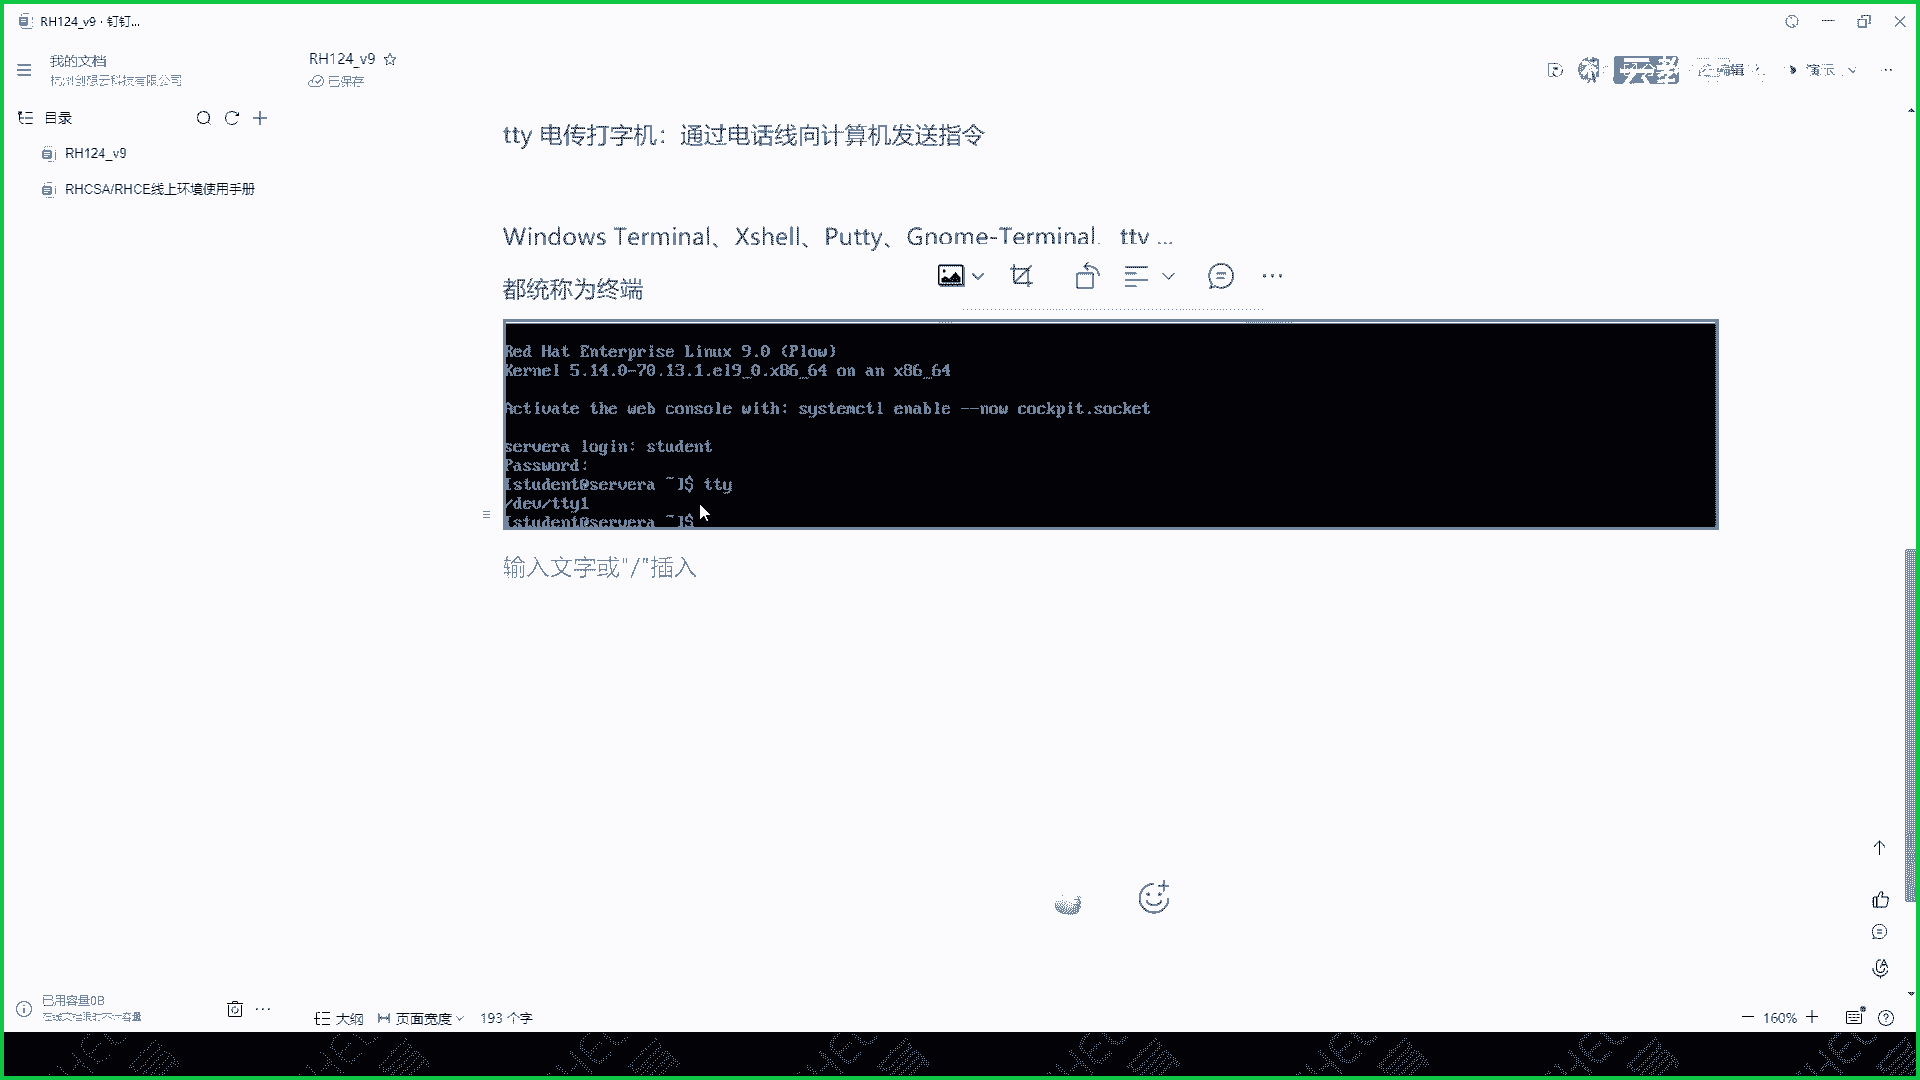 RH124_v9 · 钉钉...
我的文档
杭州创想云科技有限公司
RH124_v9
已保存
编辑
演示
目录
RH124_v9
RHCSA/RHCE线上环境使用手册
tty 电传打字机：通过电话线向计算机发送指令
Windows Terminal、Xshell、Putty、Gnome-Terminal、tty ...
都统称为终端
Red Hat Enterprise Linux 9.0 (Plow)
Kernel 5.14.0-70.13.1.el9_0.x86_64 on an x86_64
Activate the web console with: systemctl enable --now cockpit.socket
servera login: student
Password:
[student@servera ~]$ tty
/dev/tty1
[student@servera ~]$
输入文字或"/"插入
已用容量0B
大纲
页面宽度
193 个字
160%